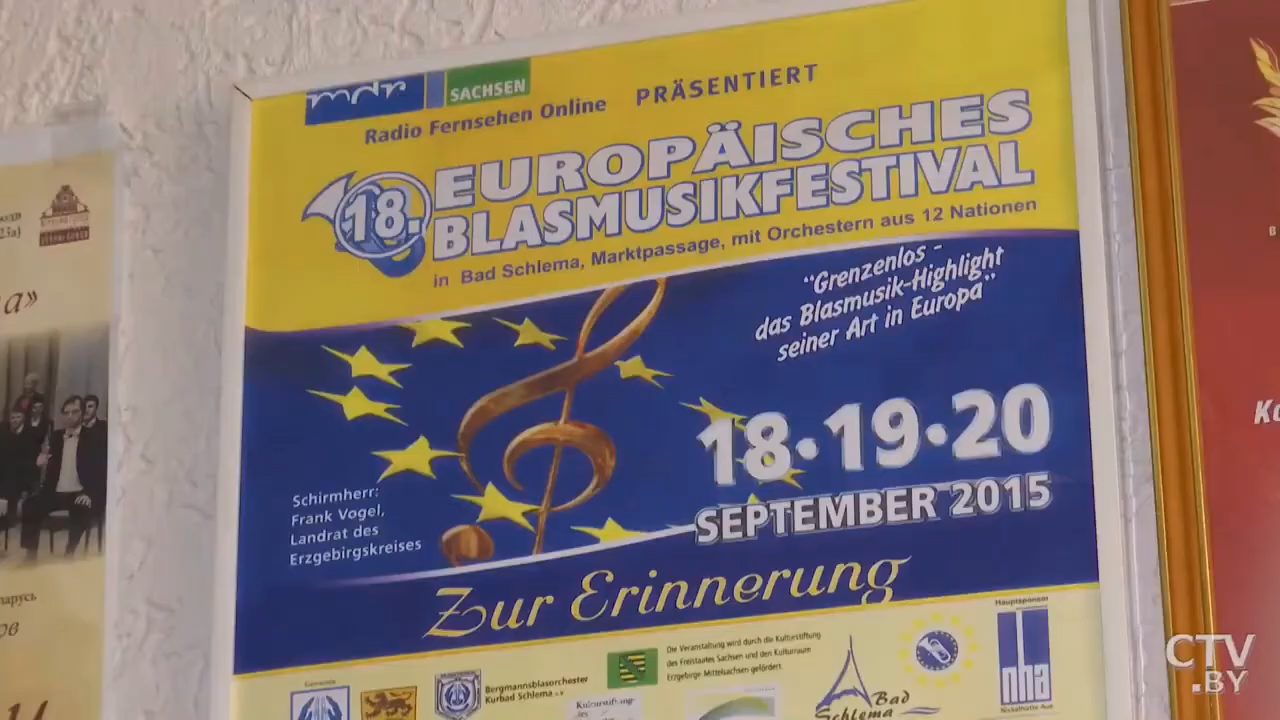 mdr SACHSEN
Radio Fernsehen Online PRÄSENTIERT
18. EUROPÄISCHES
BLASMUSIKFESTIVAL
in Bad Schlema, Marktpassage, mit Orchestern aus 12 Nationen
“Grenzenlos -
das Blasmusik-Highlight
seiner Art in Europa”
18·19·20
SEPTEMBER 2015
Schirmherr:
Frank Vogel,
Landrat des
Erzgebirgskreises
Zur Erinnerung
Die Veranstaltung wird durch die Kulturstiftung
des Freistaates Sachsen und den Kulturraum
Erzgebirge-Mittelsachsen gefördert.
Hauptsponsor
nha
Bergmannsblasorchester
Kurbad Schlema e.V.
Bad
Schlema
а»
CTV
.BY